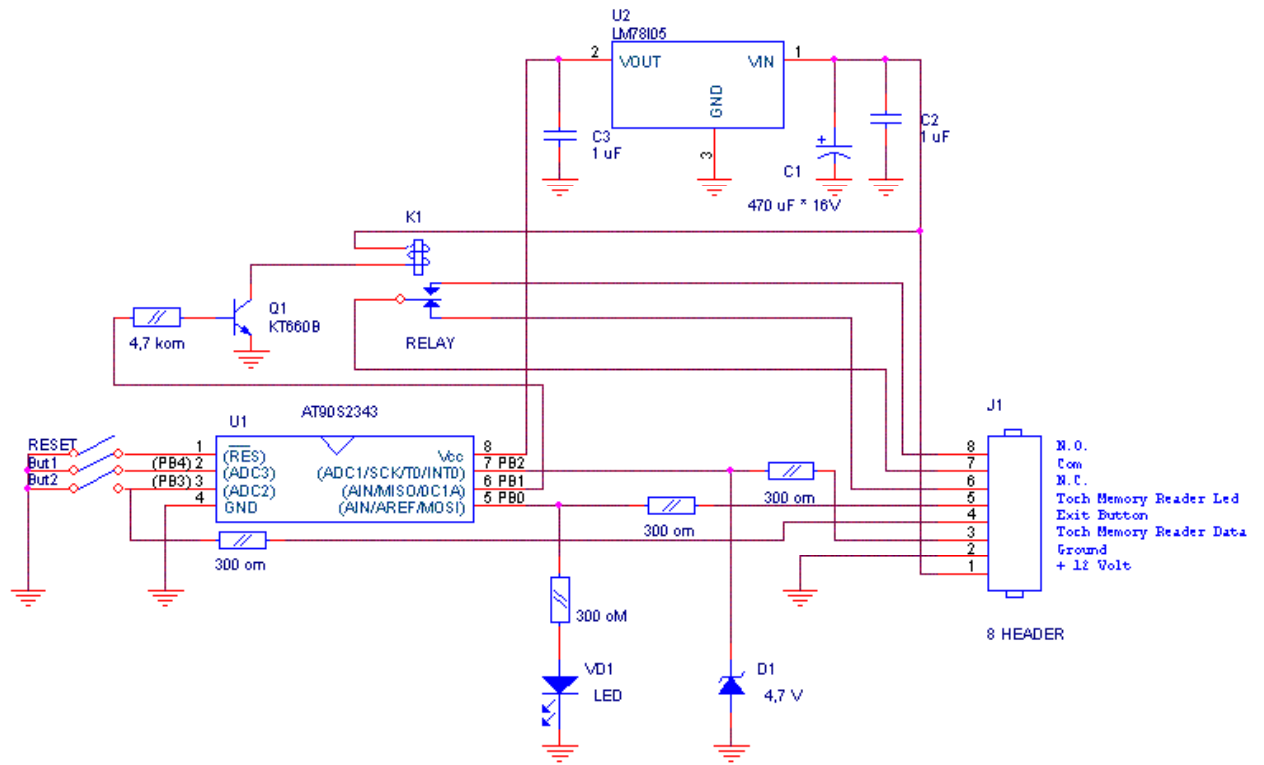 U2
LM78l05
2
VOUT
VIN
1
GND
3
C3
1 uF
C1
470 uF * 16V
C2
1 uF
K1
RELAY
Q1
KT660B
4,7 kom
AT90S2343
U1
RESET
But1
But2
1
(PB4) 2
(PB3) 3
4
(RES)
(ADC3)
(ADC2)
GND
Vcc
(ADC1/SCK/T0/INT0)
(AIN/MISO/0C1A)
(AIN/AREF/MOSI)
8
7 PB2
6 PB1
5 PB0
300 om
300 om
300 om
300 oM
VD1
LED
D1
4,7 V
J1
8 N.O.
7 Com
6 N.C.
5 Toch Memory Reader Led
4 Exit Button
3 Toch Memory Reader Data
2 Ground
1 + 12 Volt
8 HEADER